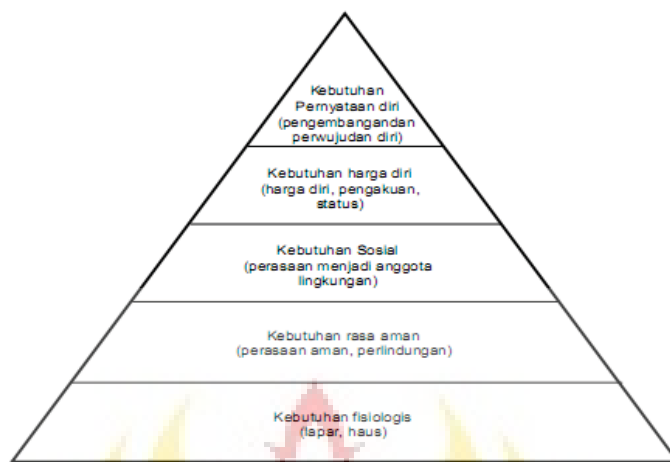 Kebutuhan
Pernyataan diri
(pengembangandan
perwujudan diri)
Kebutuhan harga diri
(harga diri, pengakuan,
status)
Kebutuhan Sosial
(perasaan menjadi anggota
lingkungan)
Kebutuhan rasa aman
(perasaan aman, perlindungan)
Kebutuhan fisiologis
(lapar, haus)